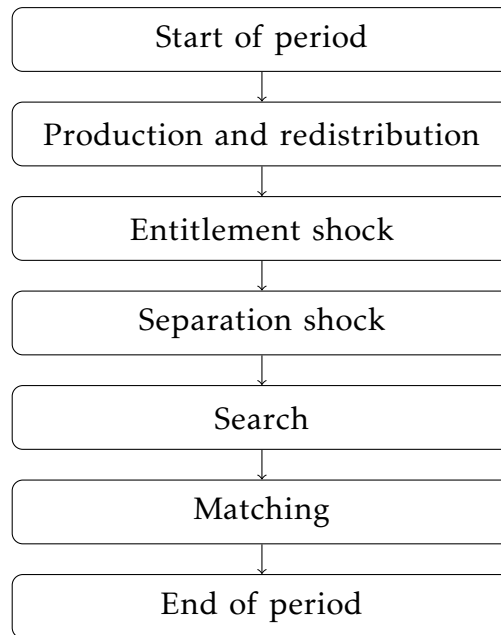 Start of period
Production and redistribution
Entitlement shock
Separation shock
Search
Matching
End of period